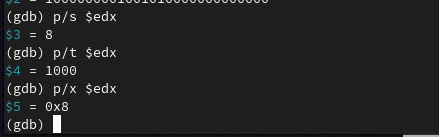 (gdb) p/s $edx
$3 = 8
(gdb) p/t $edx
$4 = 1000
(gdb) p/x $edx
$5 = 0x8
(gdb)